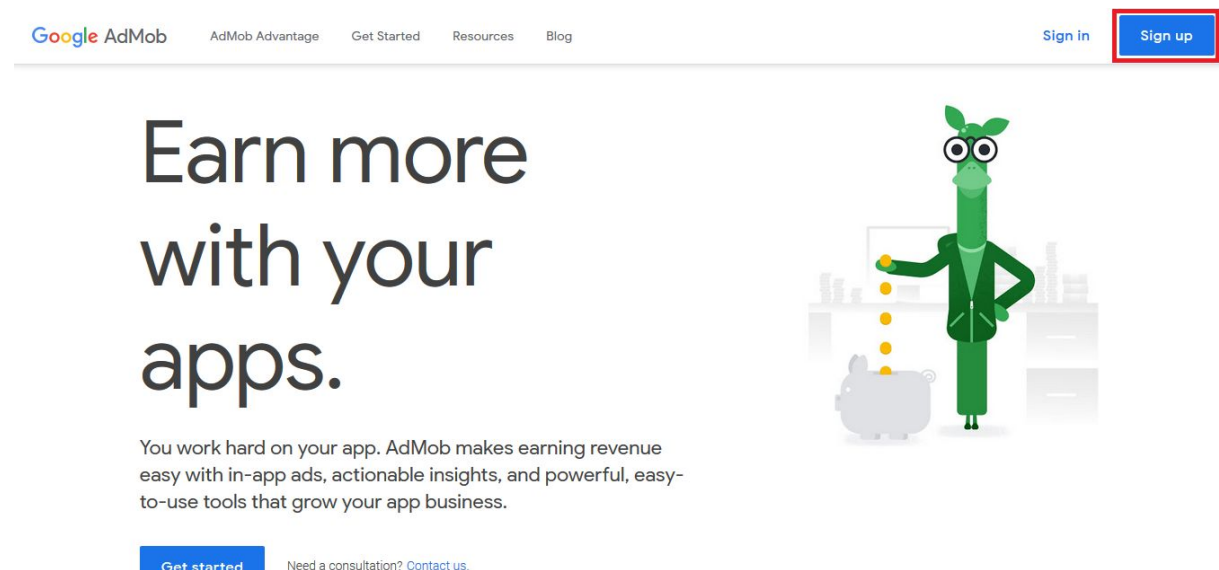 Google AdMob AdMob Advantage Get Started Resources Blog Sign in Sign up
Earn more
with your
apps.
You work hard on your app. AdMob makes earning revenue
easy with in-app ads, actionable insights, and powerful, easy-
to-use tools that grow your app business.
Get started Need a consultation? Contact us.